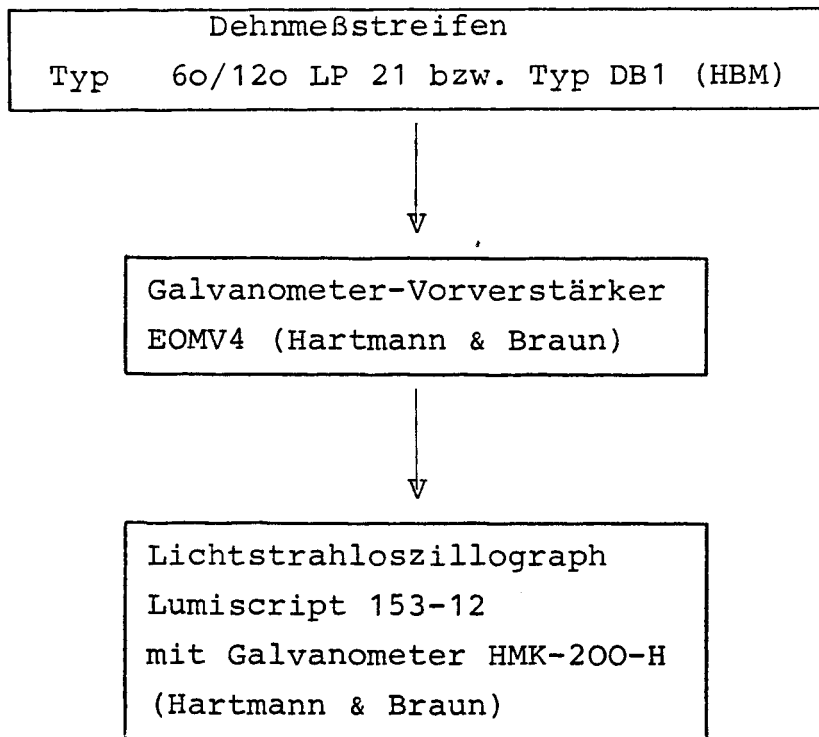 Dehnmeßstreifen
Typ 6o/12o LP 21 bzw. Typ DB1 (HBM)
Galvanometer-Vorverstärker
EOMV4 (Hartmann & Braun)
Lichtstrahloszillograph
Lumiscript 153-12
mit Galvanometer HMK-2OO-H
(Hartmann & Braun)